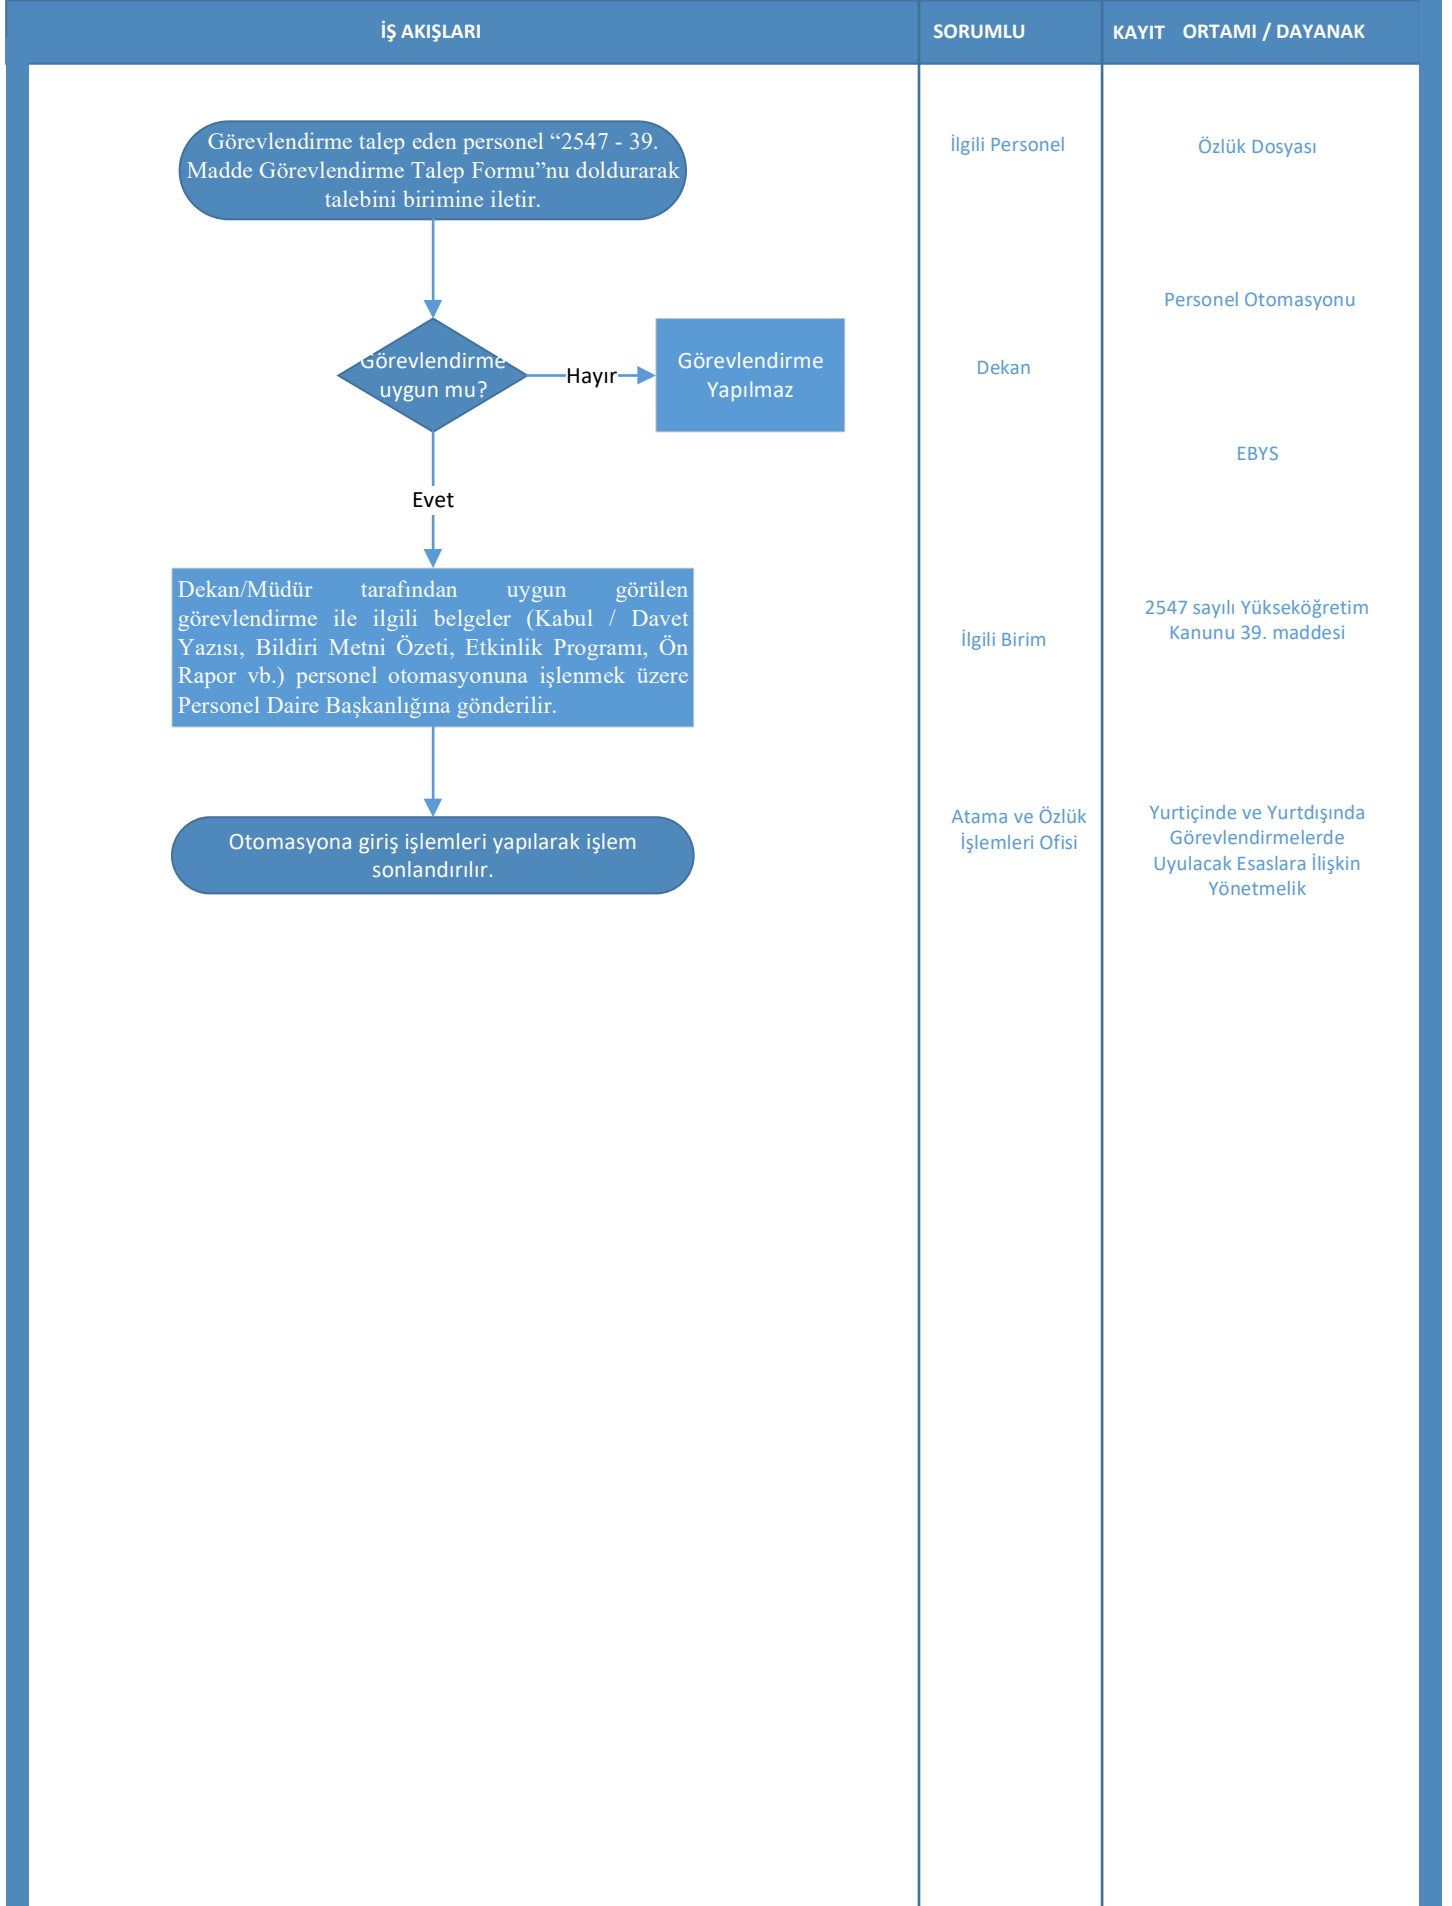 İŞ AKIŞLARI
SORUMLU
KAYIT ORTAMI / DAYANAK
Görevlendirme talep eden personel “2547 - 39.
Madde Görevlendirme Talep Formu”nu doldurarak
talebini birimine iletir.
İlgili Personel
Özlük Dosyası
Personel Otomasyonu
Görevlendirme
uygun mu?
Hayır
Görevlendirme
Yapılmaz
Dekan
EBYS
Evet
Dekan/Müdür tarafından uygun görülen
görevlendirme ile ilgili belgeler (Kabul / Davet
Yazısı, Bildiri Metni Özeti, Etkinlik Programı, Ön
Rapor vb.) personel otomasyonuna işlenmek üzere
Personel Daire Başkanlığına gönderilir.
İlgili Birim
2547 sayılı Yükseköğretim
Kanunu 39. maddesi
Otomasyona giriş işlemleri yapılarak işlem
sonlandırılır.
Atama ve Özlük
İşlemleri Ofisi
Yurtiçinde ve Yurtdışında
Görevlendirmelerde
Uyulacak Esaslara İlişkin
Yönetmelik